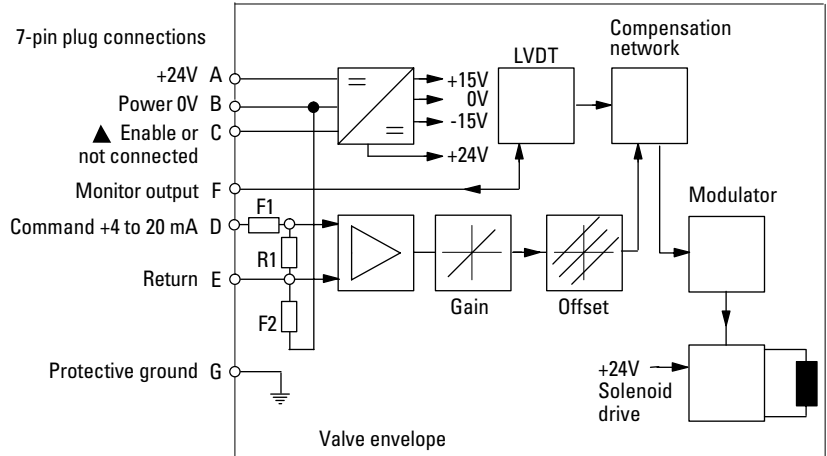 7-pin plug connections
+24V A
Power 0V B
▲ Enable or C
not connected
Monitor output F
Command +4 to 20 mA D
Return E
Protective ground G
F1
R1
F2
+15V
0V
-15V
+24V
LVDT
Compensation
network
Modulator
Gain
Offset
+24V
Solenoid
drive
Valve envelope